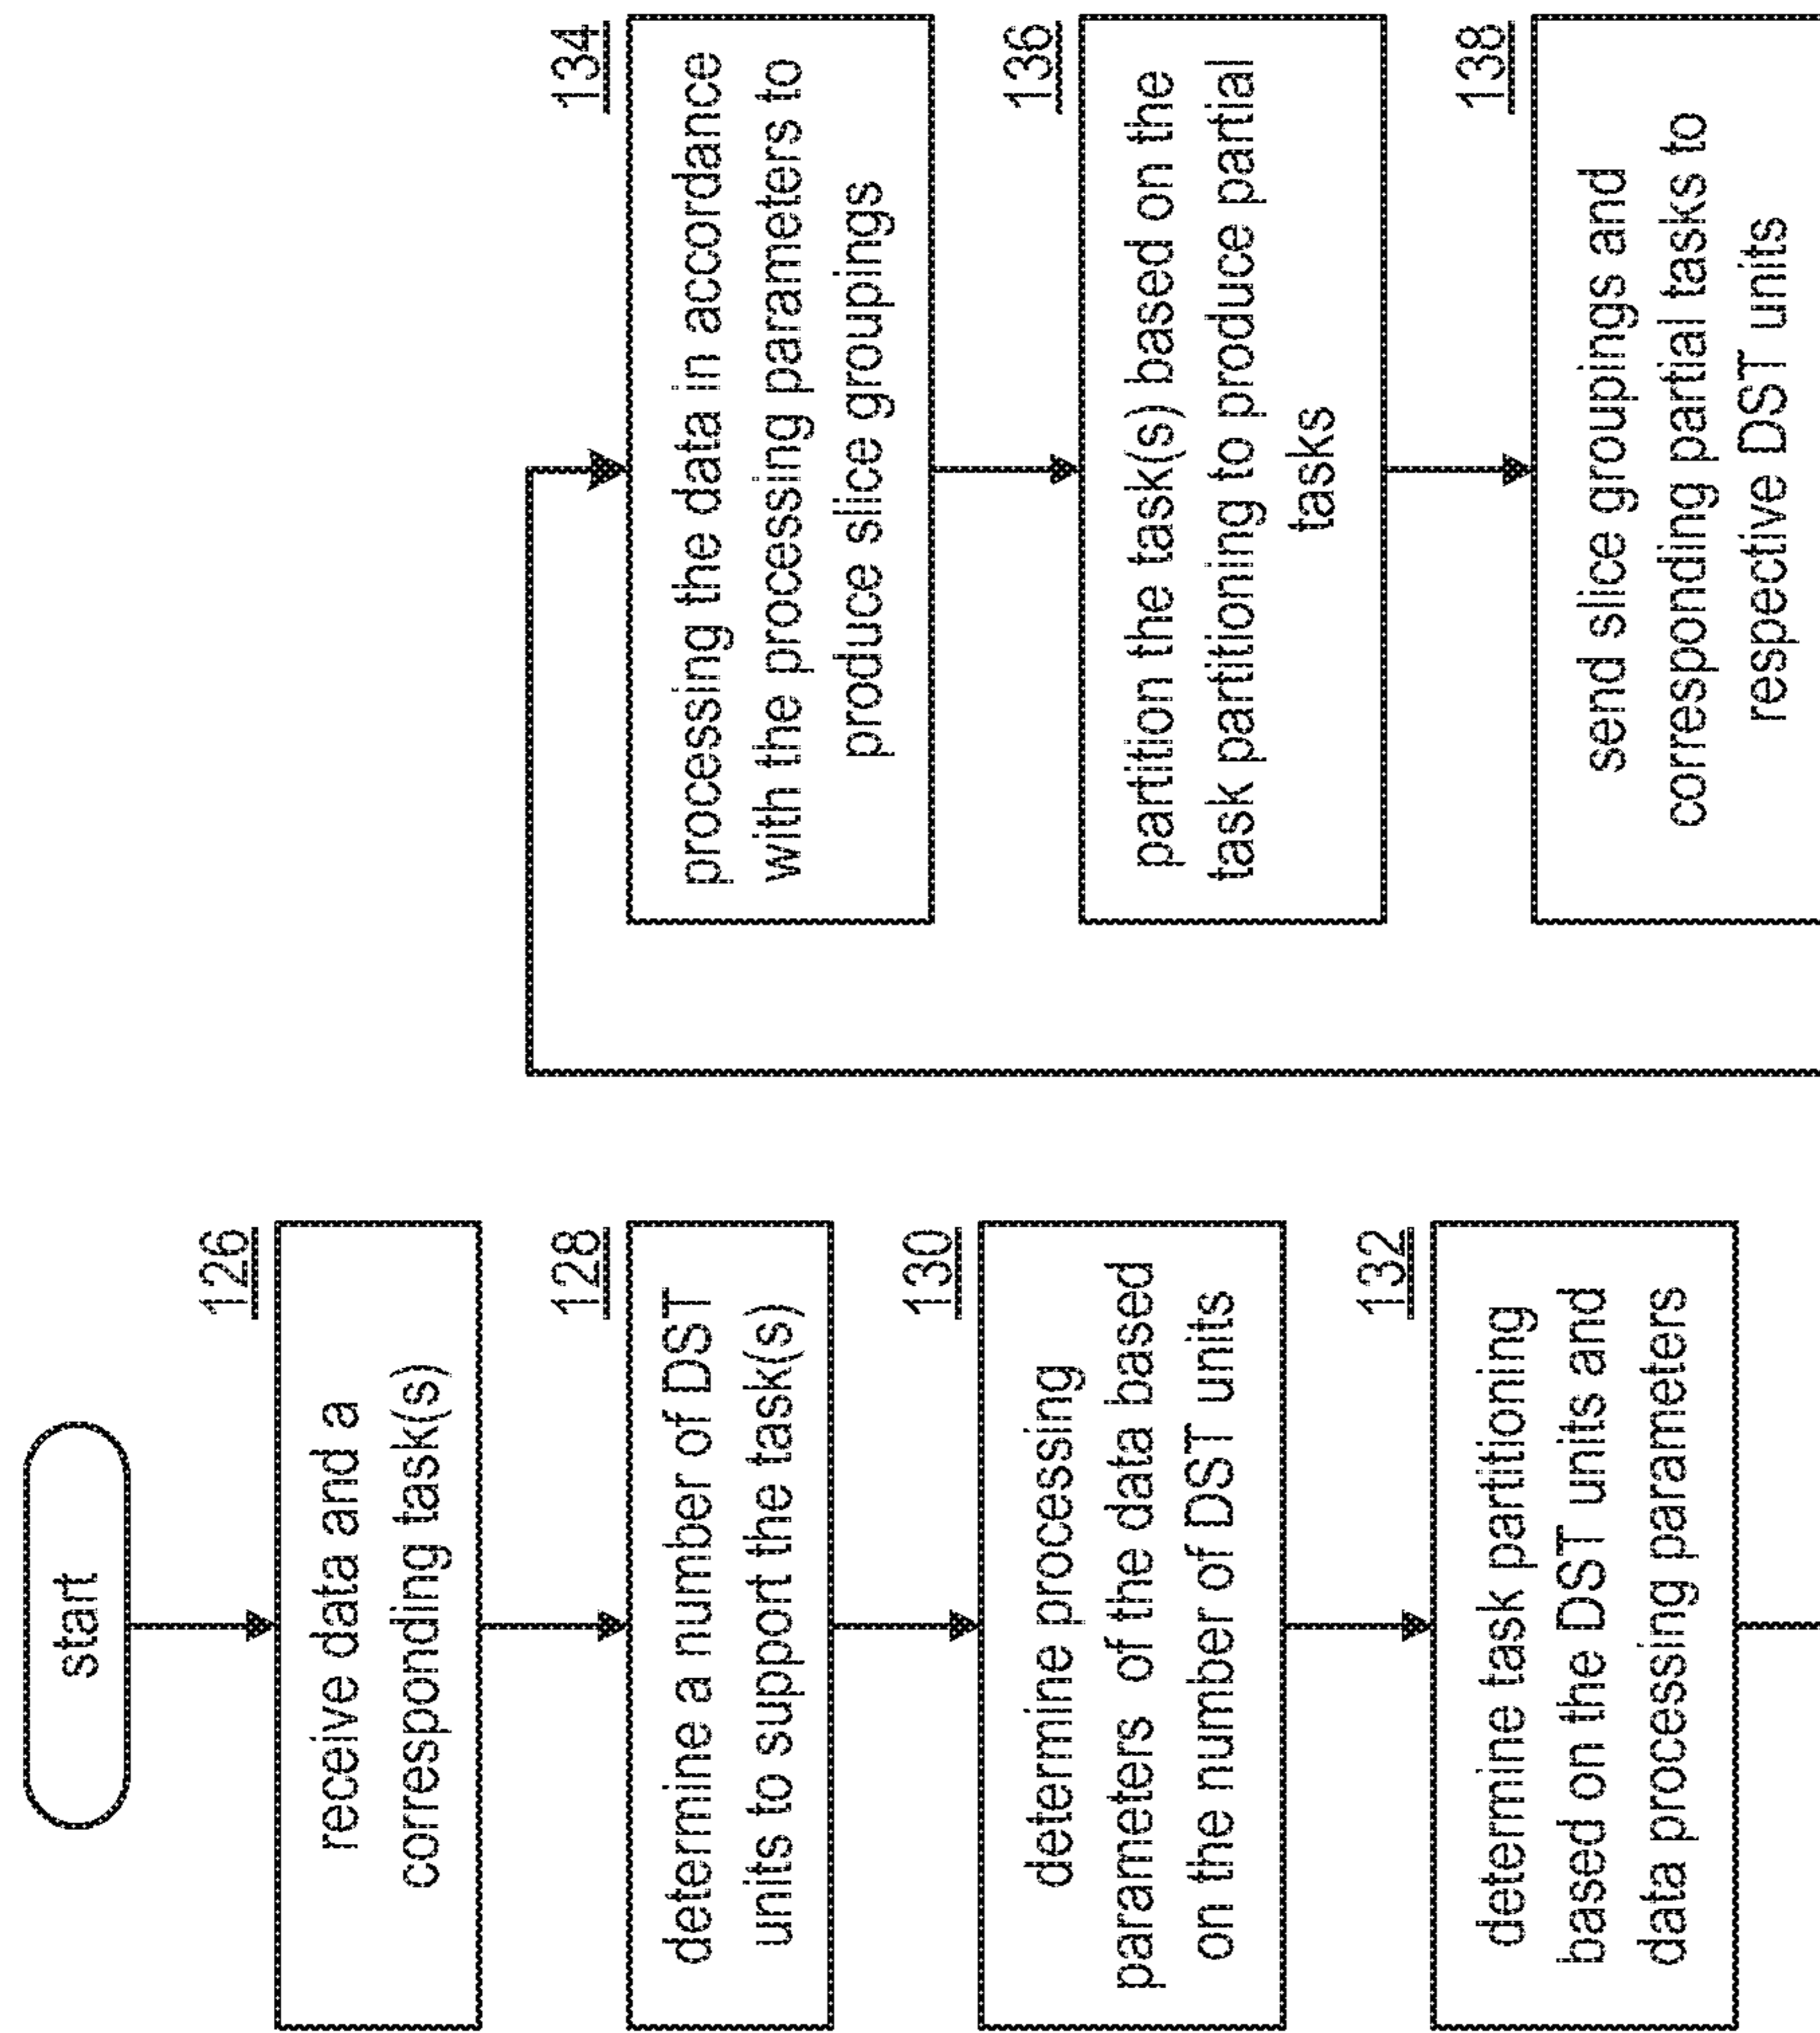 start
126
receive data and a
corresponding task(s)
128
determine a number of DST
units to support the task(s)
130
determine processing
parameters of the data based
on the number of DST units
132
determine task partitioning
based on the DST units and
data processing parameters
134
processing the data in accordance
with the processing parameters to
produce slice groupings
136
partition the task(s) based on the
task partitioning to produce partial
tasks
138
send slice groupings and
corresponding partial tasks to
respective DST units